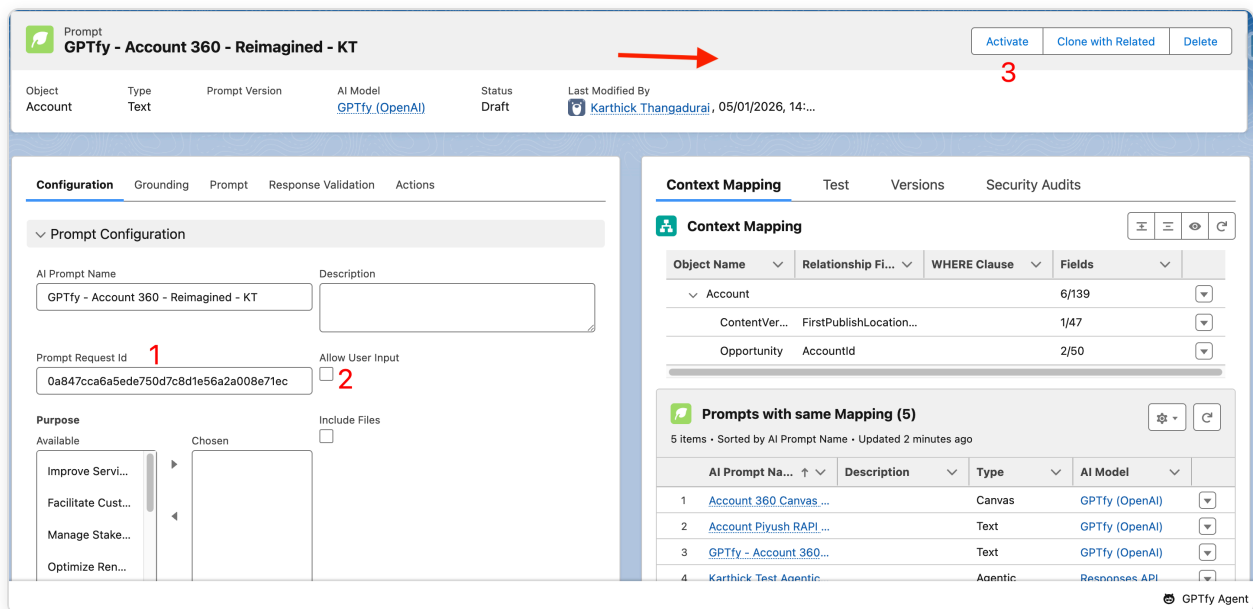 Prompt
GPTfy - Account 360 - Reimagined - KT
Activate
Clone with Related
Delete
3
Object
Account
Type
Text
Prompt Version
AI Model
GPTfy (OpenAI)
Status
Draft
Last Modified By
Karthick Thangadurai, 05/01/2026, 14:...
Configuration
Grounding
Prompt
Response Validation
Actions
Prompt Configuration
AI Prompt Name
GPTfy - Account 360 - Reimagined - KT
Description
Prompt Request Id
1
0a847cca6a5ede750d7c8d1e56a2a008e71ec
Allow User Input
2
Purpose
Available
Chosen
Improve Servi...
Facilitate Cust...
Manage Stake...
Optimize Ren...
Include Files
Context Mapping
Test
Versions
Security Audits
Context Mapping
Object Name
Relationship Fi...
WHERE Clause
Fields
Account
6/139
ContentVer...
FirstPublishLocation...
1/47
Opportunity
AccountId
2/50
Prompts with same Mapping (5)
5 items • Sorted by AI Prompt Name • Updated 2 minutes ago
AI Prompt Na...
Description
Type
AI Model
1
Account 360 Canvas ...
Canvas
GPTfy (OpenAI)
2
Account Piyush RAPI ...
Text
GPTfy (OpenAI)
3
GPTfy - Account 360...
Text
GPTfy (OpenAI)
4
Karthick Test Agentic
Agentic
Responses API
GPTfy Agent